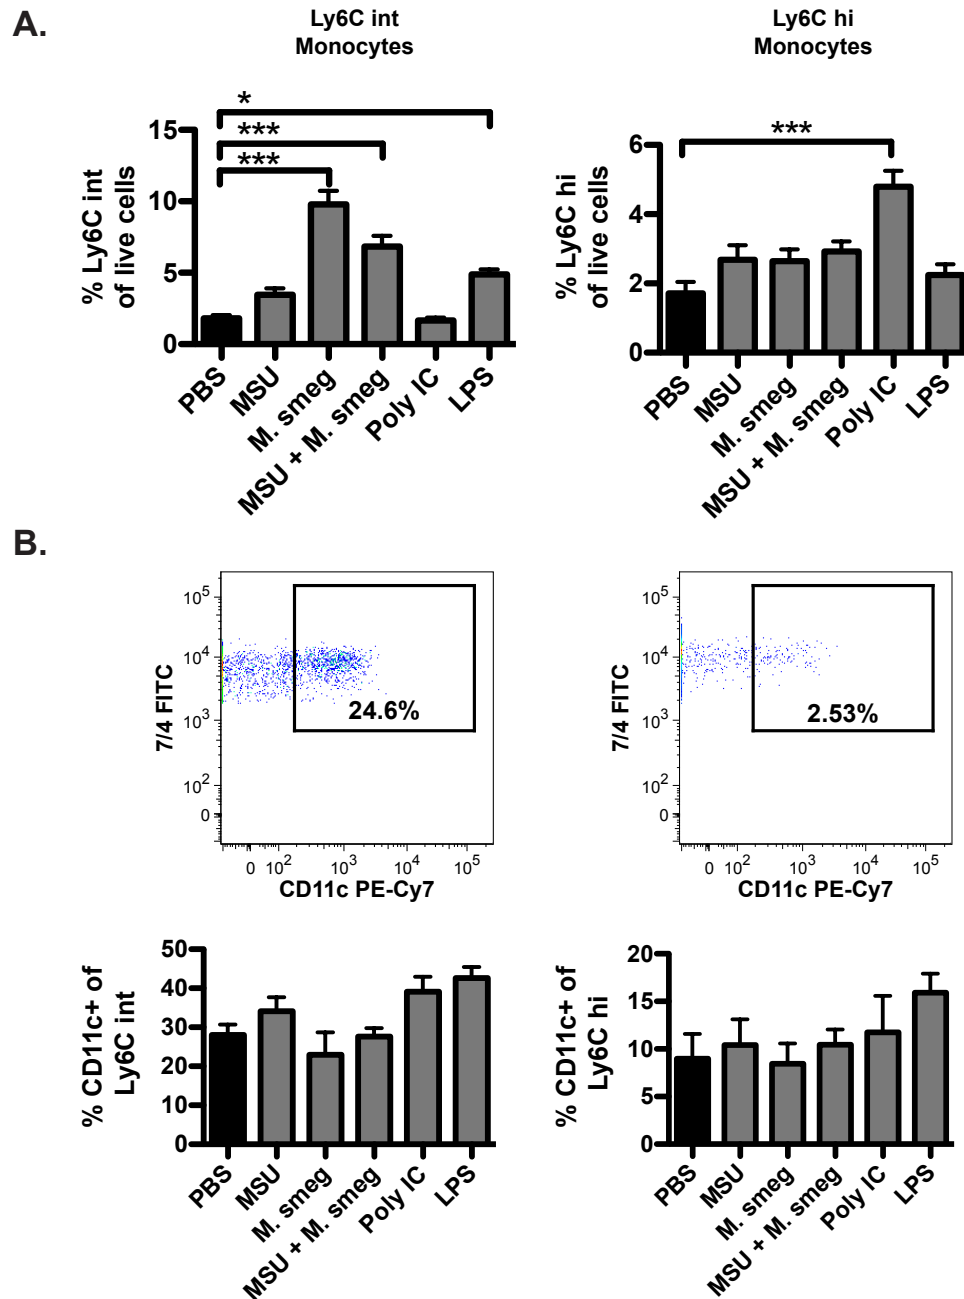 A.
Ly6C int
Monocytes
*
***
***
15
10
5
0
% Ly6C int
of live cells
PBS
MSU
M. smeg
MSU + M. smeg
Poly IC
LPS
Ly6C hi
Monocytes
***
6
4
2
0
% Ly6C hi
of live cells
PBS
MSU
M. smeg
MSU + M. smeg
Poly IC
LPS
B.
10^5
10^4
10^3
10^2
0
7/4 FITC
24.6%
0 10^2 10^3 10^4 10^5
CD11c PE-Cy7
10^5
10^4
10^3
10^2
0
7/4 FITC
2.53%
0 10^2 10^3 10^4 10^5
CD11c PE-Cy7
50
40
30
20
10
0
% CD11c+ of
Ly6C int
PBS
MSU
M. smeg
MSU + M. smeg
Poly IC
LPS
20
15
10
5
0
% CD11c+ of
Ly6C hi
PBS
MSU
M. smeg
MSU + M. smeg
Poly IC
LPS